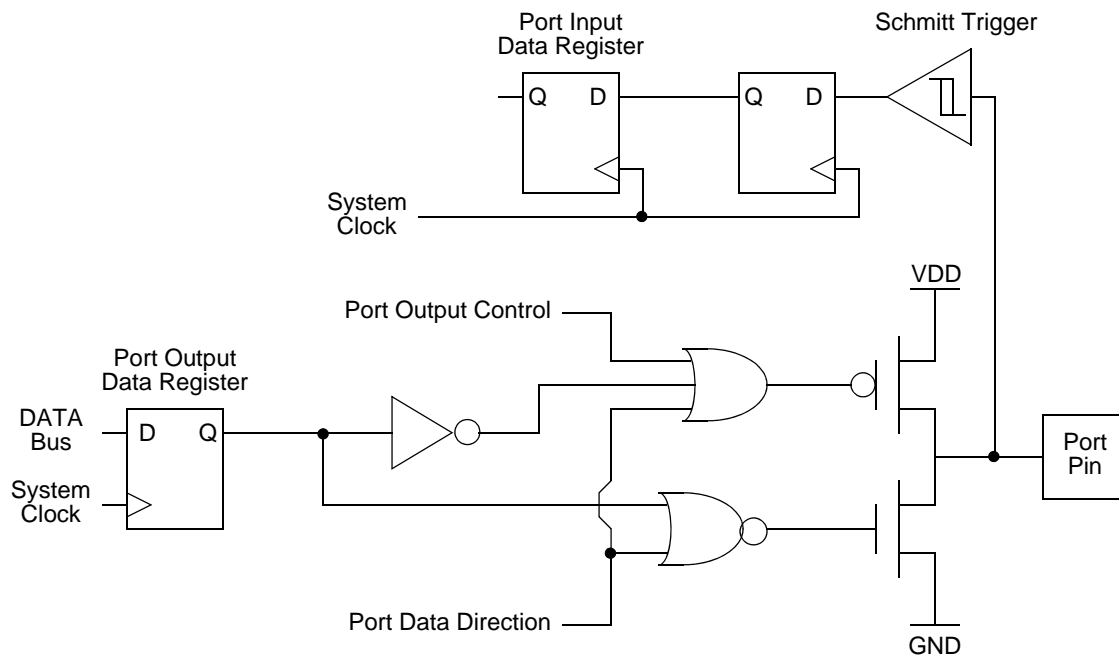 Port Input
Data Register
Schmitt Trigger
Q
D
Q
D
System
Clock
VDD
Port Output Control
Port Output
Data Register
DATA
Bus
D
Q
Port
Pin
System
Clock
Port Data Direction
GND